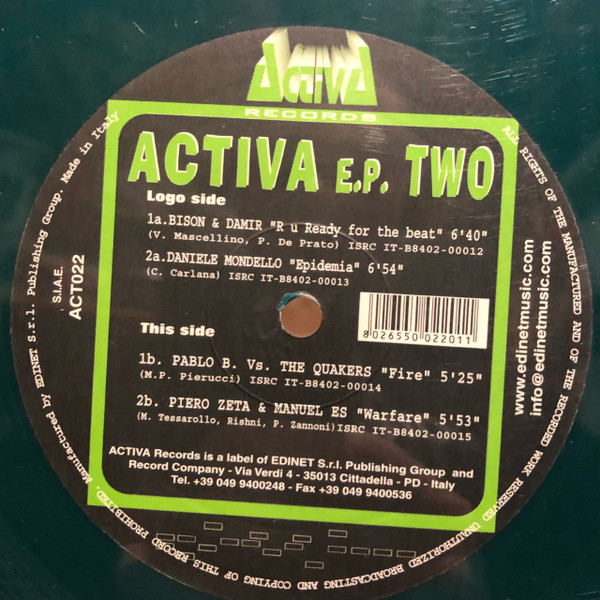 ACTIVA
RECORDS
ACTIVA E.P. TWO
Logo side
1a.BISON & DAMIR "R u Ready for the beat" 6'40"
(V. Mascellino, P. De Prato) ISRC IT-B8402-00012
2a.DANIELE MONDELLO "Epidemia" 6'54"
(C. Carlana) ISRC IT-B8402-00013
8026550022011
This side
1b. PABLO B. Vs. THE QUAKERS "Fire" 5'25"
(M.P. Pierucci) ISRC IT-B8402-00014
2b. PIERO ZETA & MANUEL ES "Warfare" 5'53"
(M. Tessarollo, Rishni, P. Zannoni)ISRC IT-B8402-00015
ACTIVA Records is a label of EDINET S.r.l. Publishing Group and
Record Company - Via Verdi 4 - 35013 Cittadella - PD - Italy
Tel. +39 049 9400248 - Fax +39 049 9400536
S.I.A.E.
ACT022
www.edinetmusic.com
info@edinetmusic.com
Manufactured by EDINET S.r.l. Publishing Group. Made in Italy
ALL RIGHTS OF THE MANUFACTURED AND OF THE RECORDED WORK RESERVED UNAUTHORIZED BROADCASTING AND COPYING OF THIS RECORD PROHIBITED.